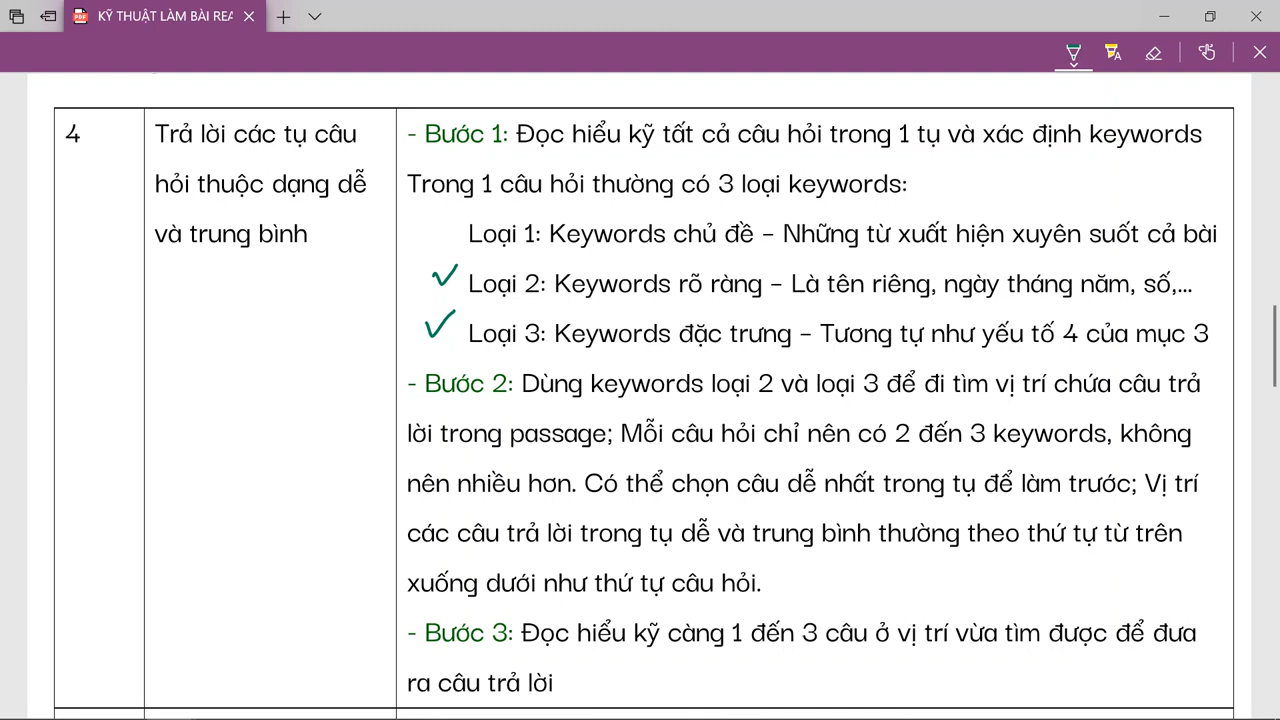 KỸ THUẬT LÀM BÀI REA
4
Trả lời các tụ câu
hỏi thuộc dạng dễ
và trung bình
- Bước 1: Đọc hiểu kỹ tất cả câu hỏi trong 1 tụ và xác định keywords
Trong 1 câu hỏi thường có 3 loại keywords:
Loại 1: Keywords chủ đề – Những từ xuất hiện xuyên suốt cả bài
Loại 2: Keywords rõ ràng – Là tên riêng, ngày tháng năm, số,...
Loại 3: Keywords đặc trưng – Tương tự như yếu tố 4 của mục 3
- Bước 2: Dùng keywords loại 2 và loại 3 để đi tìm vị trí chứa câu trả
lời trong passage; Mỗi câu hỏi chỉ nên có 2 đến 3 keywords, không
nên nhiều hơn. Có thể chọn câu dễ nhất trong tụ để làm trước; Vị trí
các câu trả lời trong tụ dễ và trung bình thường theo thứ tự từ trên
xuống dưới như thứ tự câu hỏi.
- Bước 3: Đọc hiểu kỹ càng 1 đến 3 câu ở vị trí vừa tìm được để đưa
ra câu trả lời